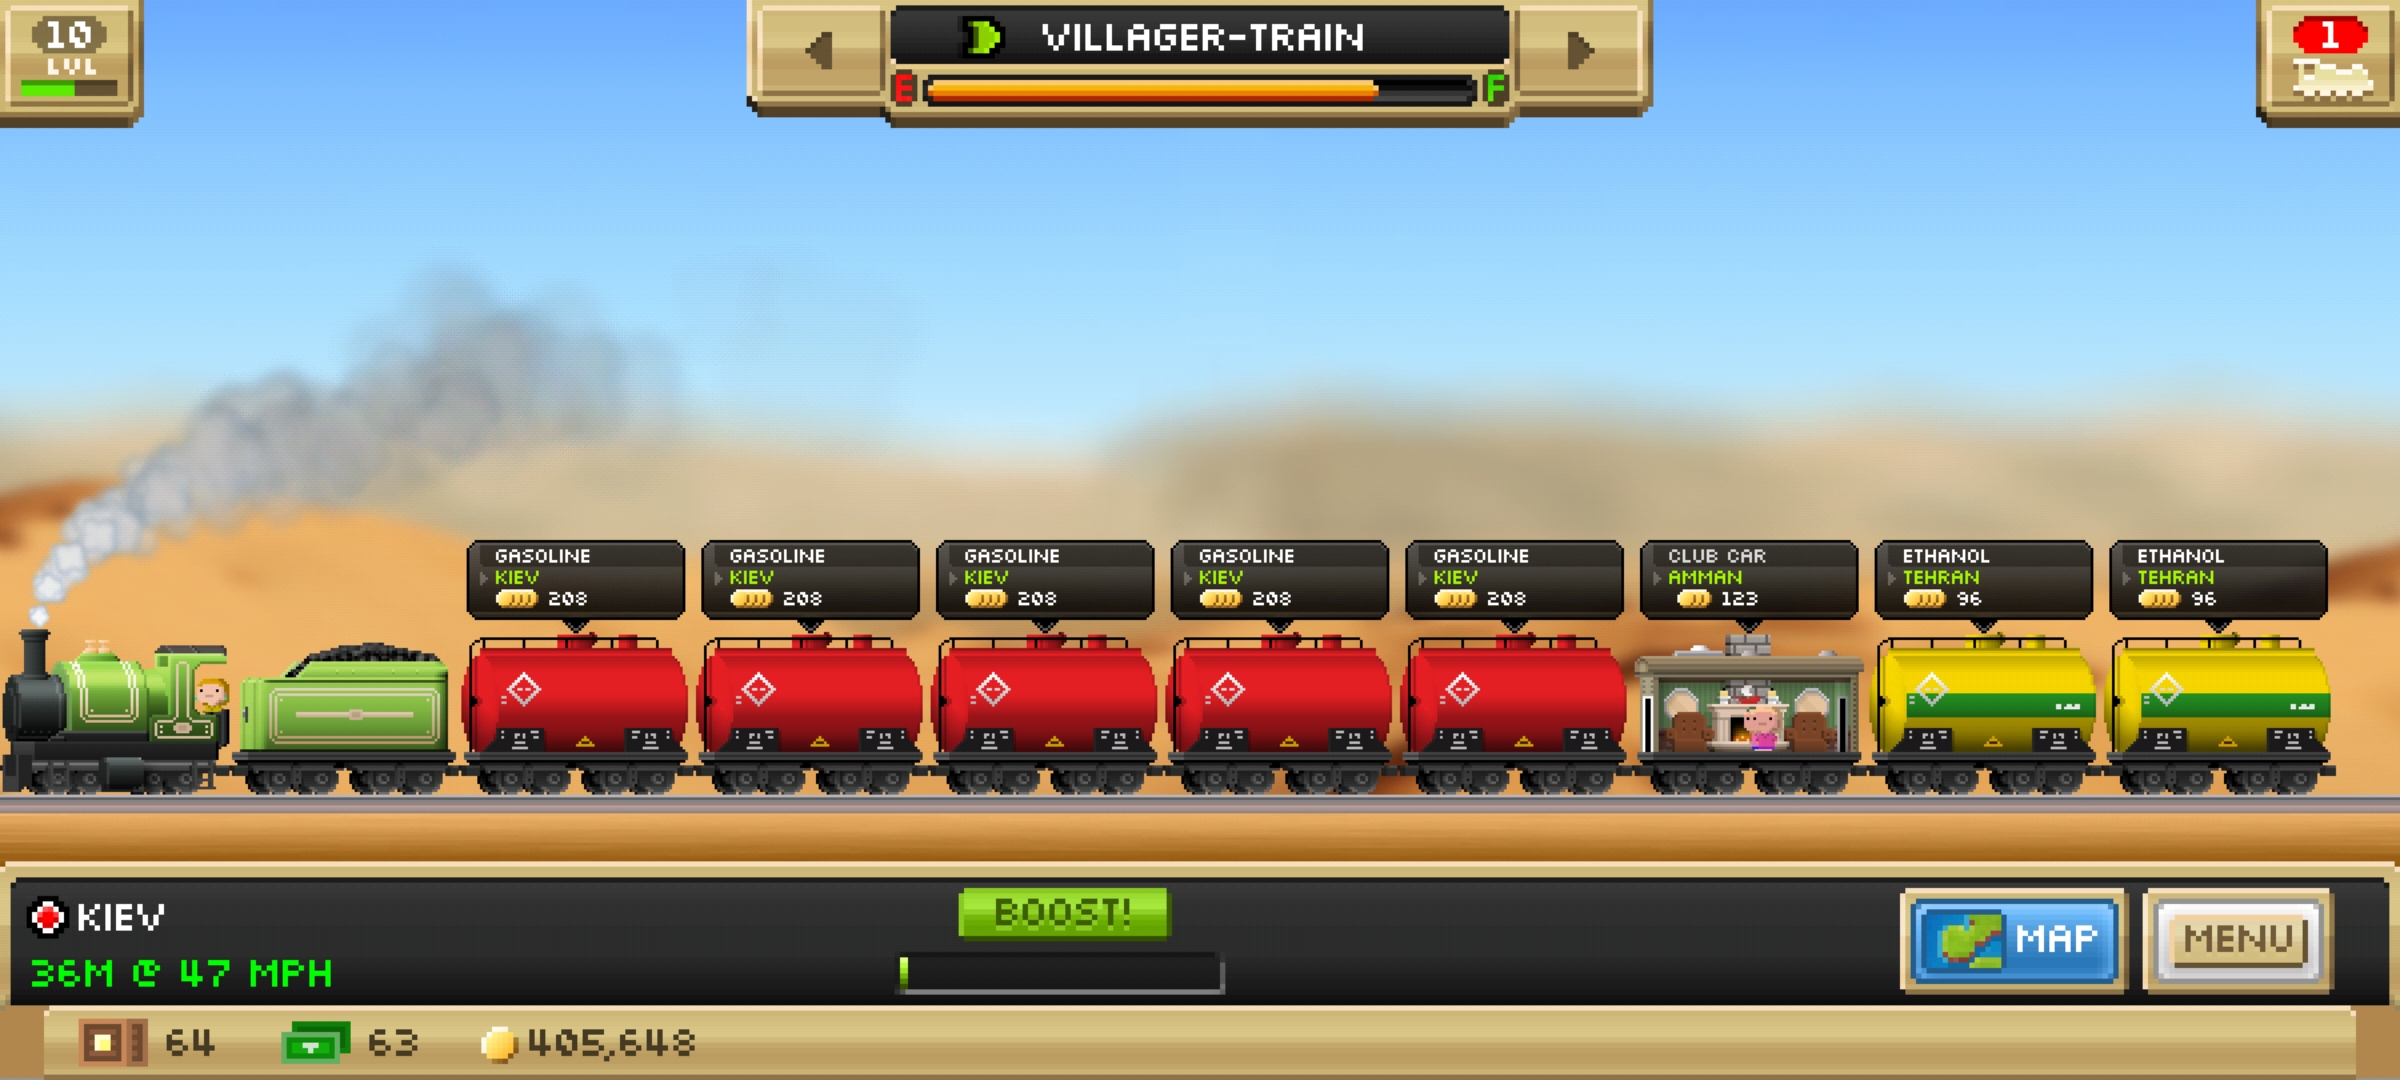 10
LVL
VILLAGER-TRAIN
E
F
1
GASOLINE
KIEV
208
GASOLINE
KIEV
208
GASOLINE
KIEV
208
GASOLINE
KIEV
208
GASOLINE
KIEV
208
CLUB CAR
AMMAN
123
ETHANOL
TEHRAN
96
ETHANOL
TEHRAN
96
KIEV
36M @ 47 MPH
BOOST!
MAP
MENU
64
63
405,648